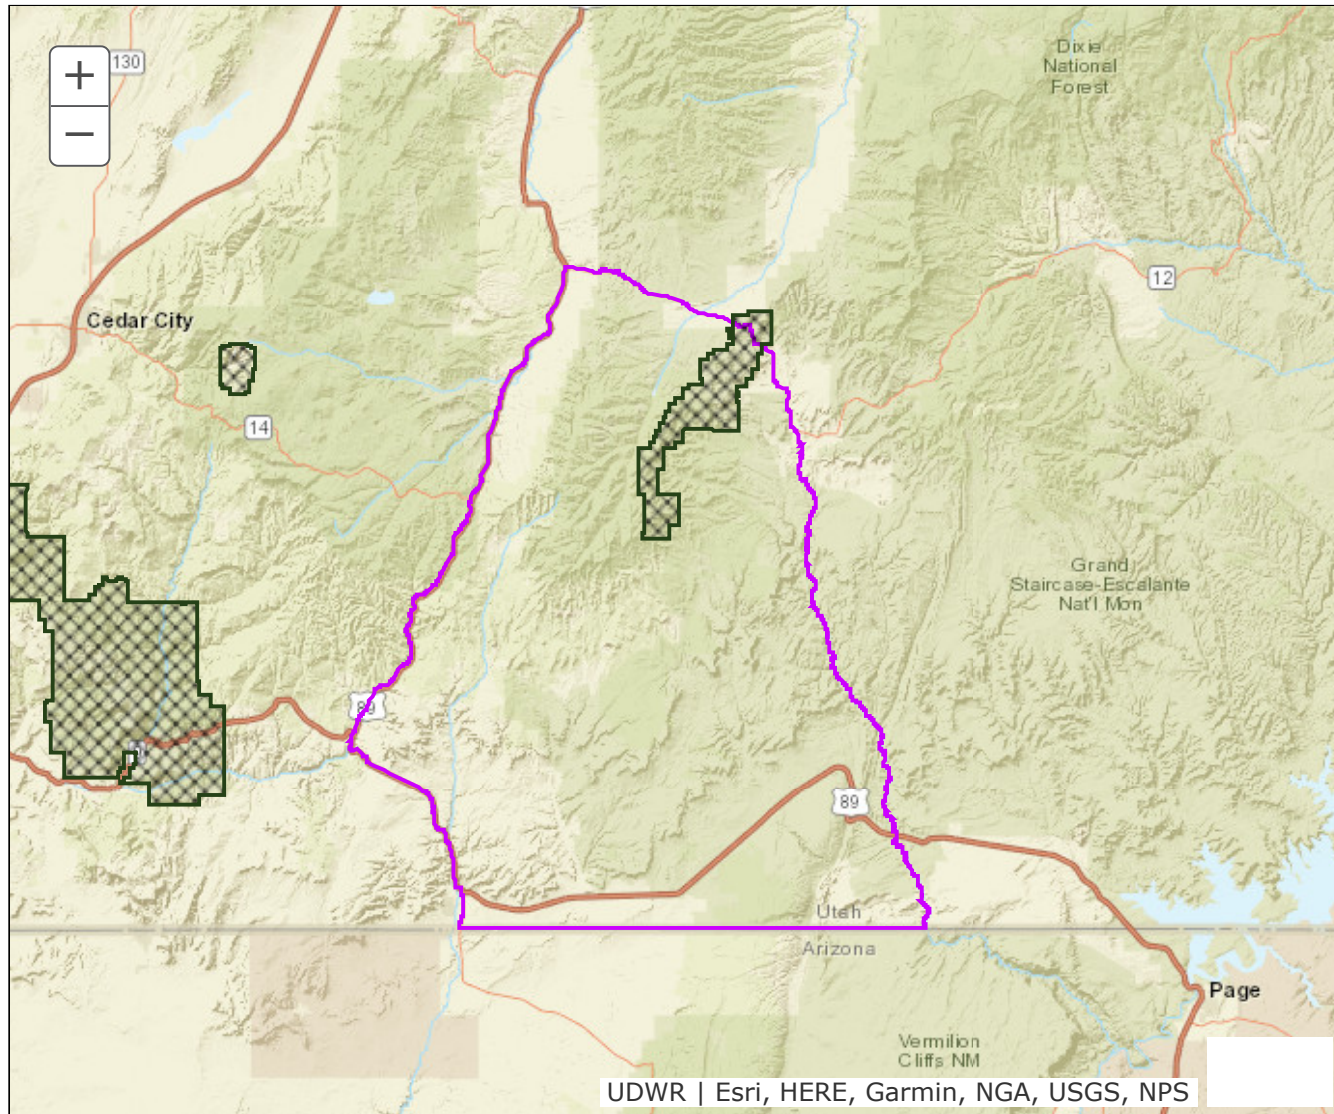 +
−
130
Dixie
National
Forest
12
Cedar City
14
Grand
Staircase-Escalante
Nat'l Mon
89
89
Utah
Arizona
Page
Vermilion
Cliffs NM
UDWR | Esri, HERE, Garmin, NGA, USGS, NPS